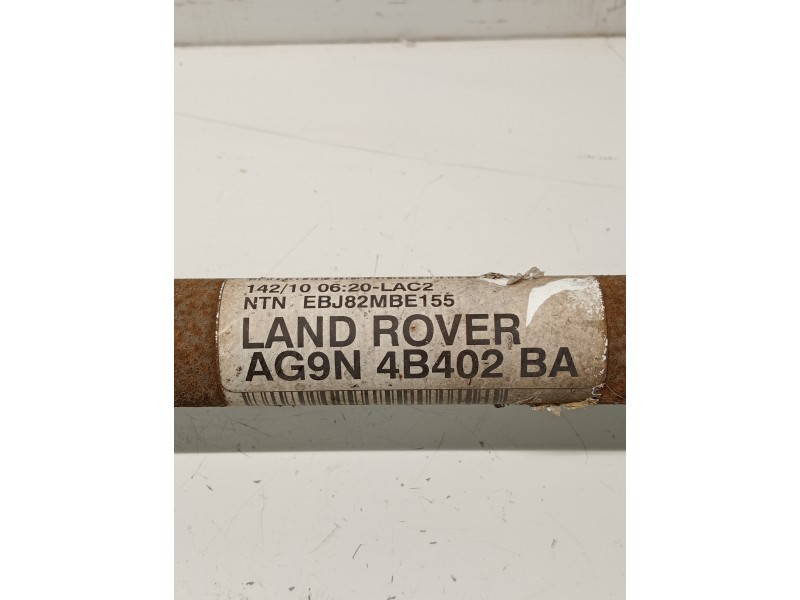 142/10 06:20-LAC2
NTN EBJ82MBE155
LAND ROVER
AG9N 4B402 BA